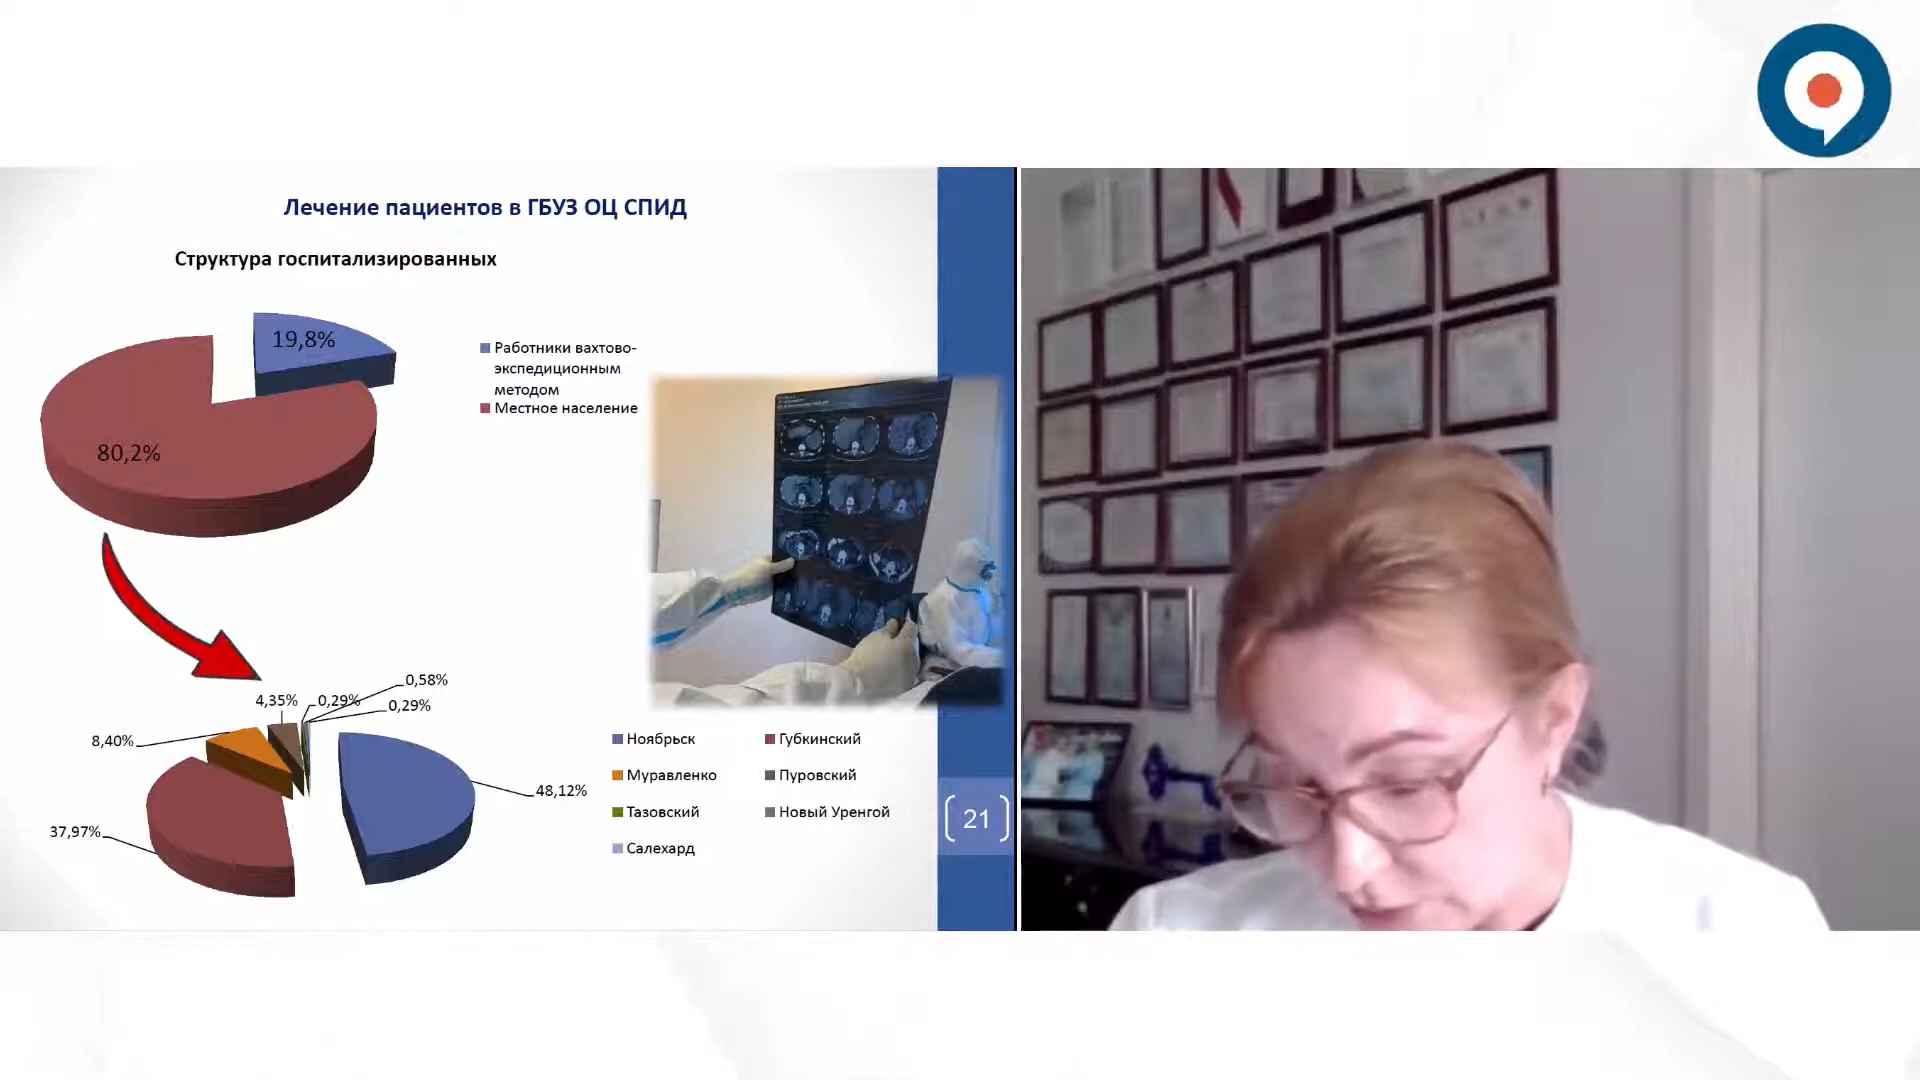 Лечение пациентов в ГБУЗ ОЦ СПИД
Структура госпитализированных
19,8%
80,2%
Работники вахтово-
экспедиционным
методом
Местное население
0,58%
4,35%
0,29%
0,29%
8,40%
48,12%
37,97%
Ноябрьск
Губкинский
Муравленко
Пуровский
Тазовский
Новый Уренгой
Салехард
21